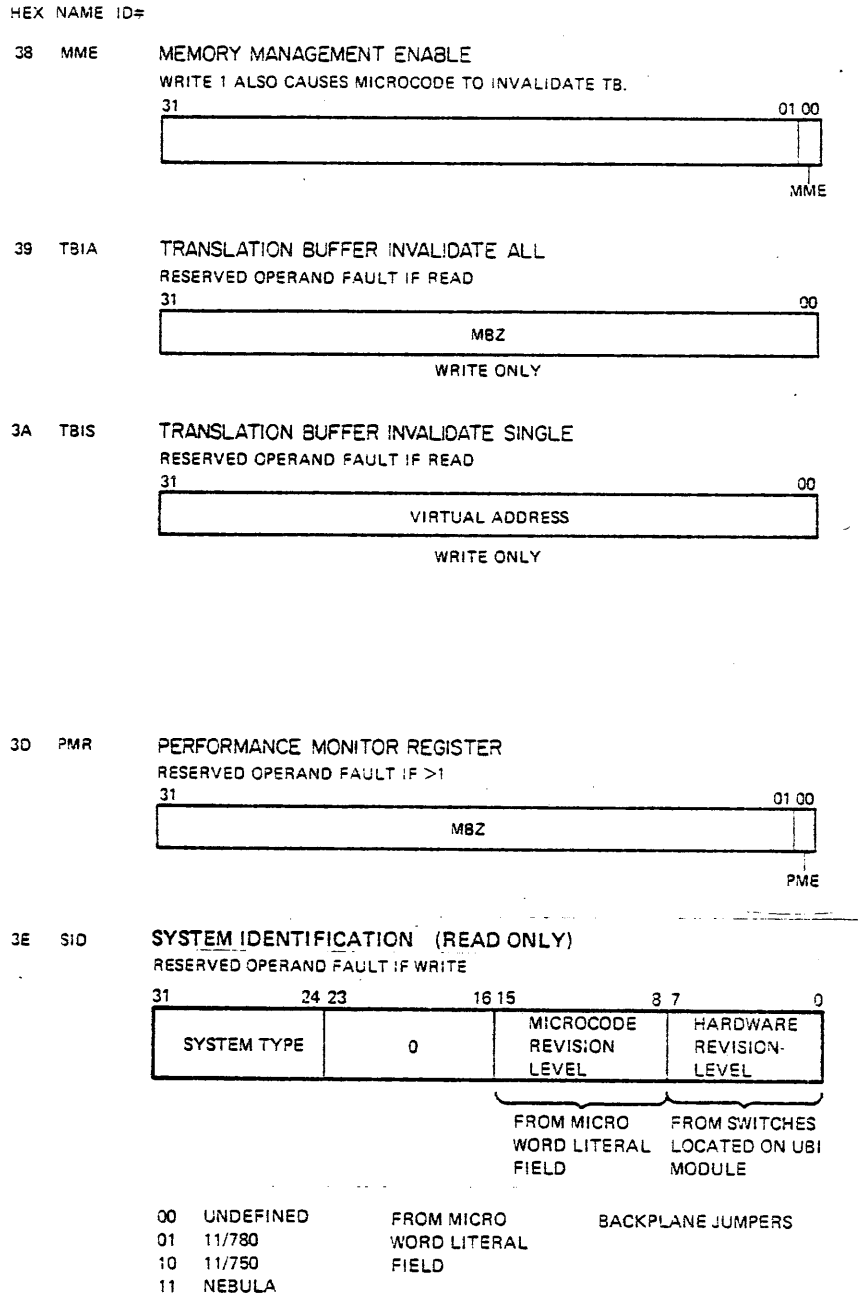 HEX NAME ID#
38 MME MEMORY MANAGEMENT ENABLE
WRITE 1 ALSO CAUSES MICROCODE TO INVALIDATE TB.
31 01 00
MME
39 TBIA TRANSLATION BUFFER INVALIDATE ALL
RESERVED OPERAND FAULT IF READ
31 00
MBZ
WRITE ONLY
3A TBIS TRANSLATION BUFFER INVALIDATE SINGLE
RESERVED OPERAND FAULT IF READ
31 00
VIRTUAL ADDRESS
WRITE ONLY
3D PMR PERFORMANCE MONITOR REGISTER
RESERVED OPERAND FAULT IF >1
31 01 00
MBZ
PME
3E SID SYSTEM IDENTIFICATION (READ ONLY)
RESERVED OPERAND FAULT IF WRITE
31 24 23 16 15 8 7 0
MICROCODE HARDWARE
SYSTEM TYPE 0 REVISION REVISION-
LEVEL LEVEL
FROM MICRO FROM SWITCHES
WORD LITERAL LOCATED ON UBI
FIELD MODULE
00 UNDEFINED FROM MICRO BACKPLANE JUMPERS
01 11/780 WORD LITERAL
10 11/750 FIELD
11 NEBULA